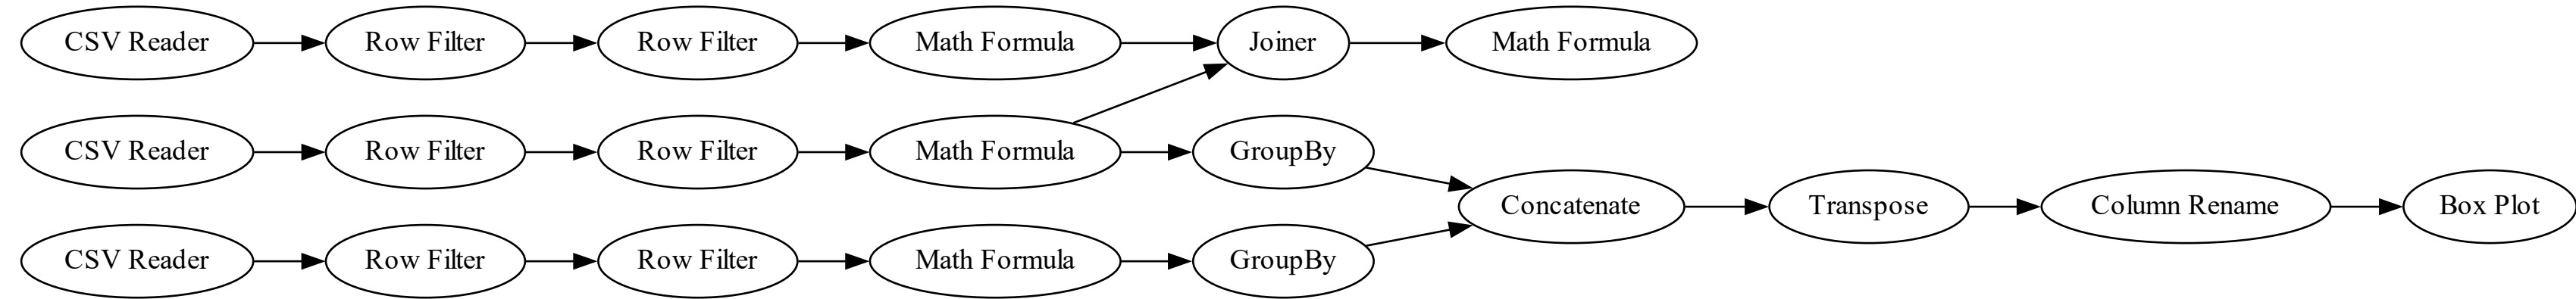 CSV Reader
Row Filter
Row Filter
Math Formula
Joiner
Math Formula
CSV Reader
Row Filter
Row Filter
Math Formula
GroupBy
CSV Reader
Row Filter
Row Filter
Math Formula
GroupBy
Concatenate
Transpose
Column Rename
Box Plot